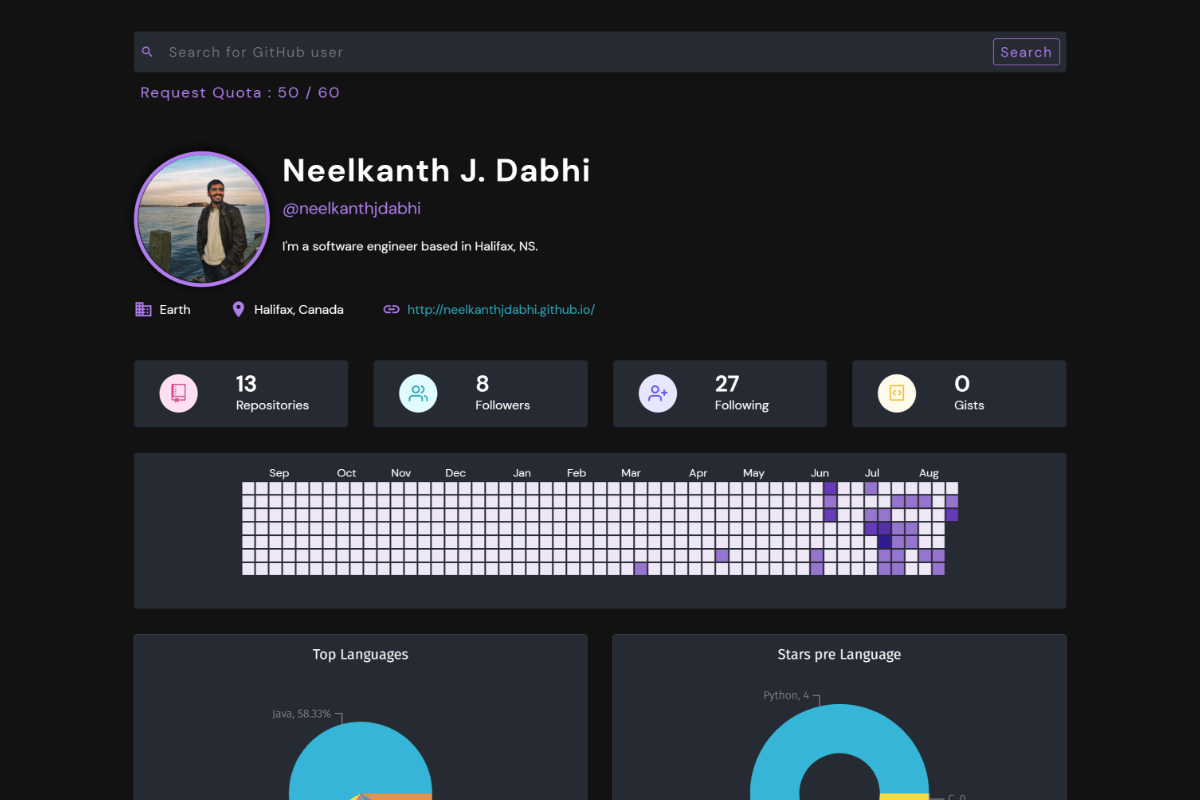 Search for GitHub user
Search
Request Quota : 50 / 60
Neelkanth J. Dabhi
@neelkanthjdabhi
I'm a software engineer based in Halifax, NS.
Earth
Halifax, Canada
http://neelkanthjdabhi.github.io/
13
Repositories
8
Followers
27
Following
0
Gists
Sep Oct Nov Dec Jan Feb Mar Apr May Jun Jul Aug
Top Languages
Java, 58.33%
Stars pre Language
Python, 4